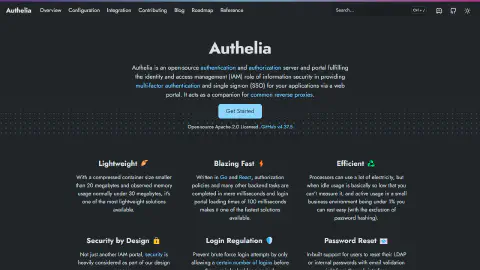 Authelia Overview Configuration Integration Contributing Blog Roadmap Reference Search... Ctrl + /
Authelia
Authelia is an open-source authentication and authorization server and portal fulfilling
the identity and access management (IAM) role of information security in providing
multi-factor authentication and single signon (SSO) for your applications via a web
portal. It acts as a companion for common reverse proxies.
Get Started
Open-source Apache-2.0 Licensed. GitHub v4.37.5
Lightweight
With a compressed container size smaller
than 20 megabytes and observed memory
usage normally under 30 megabytes, it's
one of the most lightweight solutions
available.
Blazing Fast
Written in Go and React, authorization
policies and many other backend tasks are
completed in mere milliseconds and login
portal loading times of 100 milliseconds
makes it one of the fastest solutions
available.
Efficient
Processors can use a lot of electricity, but
when idle usage is basically so low that you
can't measure it, and active usage in a small
business environment being under 1% you
can rest easy (with the exclusion of
password hashing).
Security by Design
Not just another IAM portal, security is
heavily considered as part of our design
Login Regulation
Prevent brute force login attempts by only
allowing a certain number of logins before
Password Reset
In-built support for users to reset their LDAP
or internal passwords with email validation